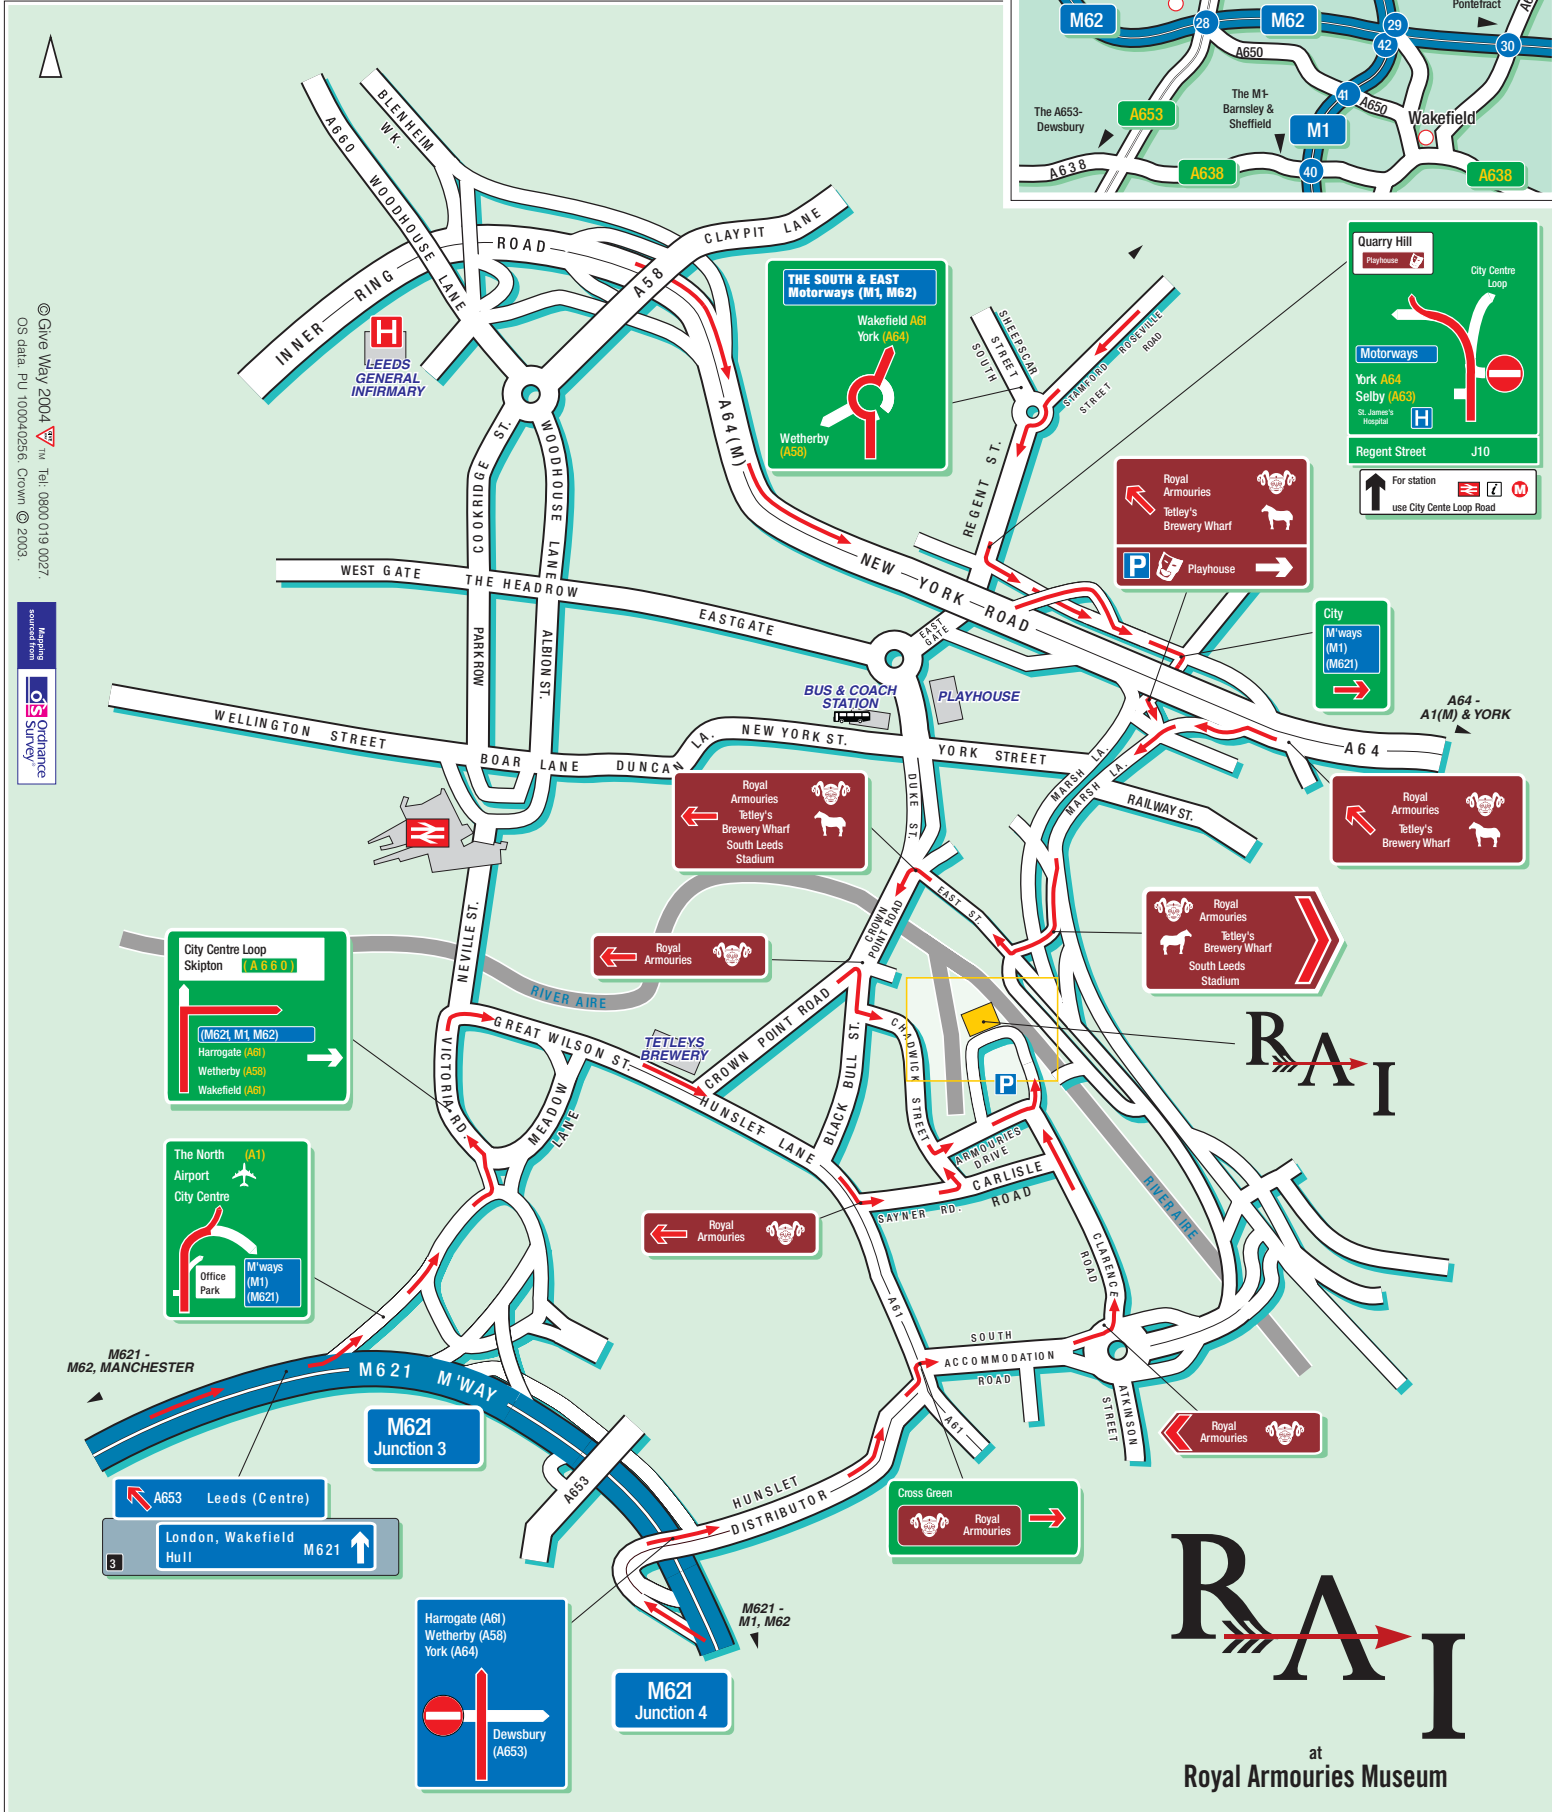 M62
28
M62
29
42
30
Pontefract
A650
41
A650
The M1-
Barnsley &
Sheffield
M1
Wakefield
The A653-
Dewsbury
A653
A638
A638
40
A638
BLENHEIM
WK.
A660
WOODHOUSE LANE
INNER RING ROAD
CLAYPIT LANE
A58
LEEDS
GENERAL
INFIRMARY
H
A64(M)
THE SOUTH & EAST
Motorways (M1, M62)
Wakefield A61
York (A64)
Wetherby
(A58)
SHEEPSCAR
STREET
SOUTH
ROSEVILLE
ROAD
STAMFORD
STREET
REGENT ST.
Quarry Hill
Playhouse
City Centre
Loop
Motorways
York A64
Selby (A63)
St. James's
Hospital
H
Regent Street J10
For station
i
M
use City Cente Loop Road
Royal
Armouries
Tetley's
Brewery Wharf
P
Playhouse
City
M'ways
(M1)
(M621)
A64 -
A1(M) & YORK
A64
© Give Way 2004 TM Tel: 0800 019 0027.
OS data. PU 100040256. Crown © 2003.
Mapping
sourced from
OS
Ordnance
Survey®
COOKRIDGE ST.
WOODHOUSE LANE
WEST GATE
THE HEADROW
EASTGATE
EAST
GATE
NEW YORK ROAD
PARK ROW
ALBION ST.
BUS & COACH
STATION
PLAYHOUSE
WELLINGTON STREET
BOAR LANE
DUNCAN LA.
NEW YORK ST.
YORK STREET
MARSH LA.
MARSH LA.
RAILWAY ST.
DUKE ST.
Royal
Armouries
Tetley's
Brewery Wharf
South Leeds
Stadium
Royal
Armouries
Tetley's
Brewery Wharf
EAST ST.
CROWN
POINT ROAD
Royal
Armouries
Tetley's
Brewery Wharf
South Leeds
Stadium
Royal
Armouries
NEVILLE ST.
RIVER AIRE
City Centre Loop
Skipton (A660)
(M621, M1, M62)
Harrogate (A61)
Wetherby (A58)
Wakefield (A61)
GREAT WILSON ST.
TETLEYS
BREWERY
CROWN POINT ROAD
BLACK BULL ST.
CHADWICK STREET
VICTORIA RD.
MEADOW
LANE
HUNSLET LANE
P
ARMOURIES
DRIVE
CARLISLE
ROAD
SAYNER RD.
RAI
RIVER AIRE
The North (A1)
Airport
City Centre
Office
Park
M'ways
(M1)
(M621)
Royal
Armouries
CLARENCE
ROAD
A61
SOUTH
ACCOMMODATION
ROAD
A61
ATKINSON
STREET
Royal
Armouries
M621 -
M62, MANCHESTER
M621 M'WAY
M621
Junction 3
A653 Leeds (Centre)
3
London, Wakefield
Hull
M621
A653
HUNSLET
DISTRIBUTOR
Cross Green
Royal
Armouries
Harrogate (A61)
Wetherby (A58)
York (A64)
Dewsbury
(A653)
M621 -
M1, M62
M621
Junction 4
RAI
at
Royal Armouries Museum